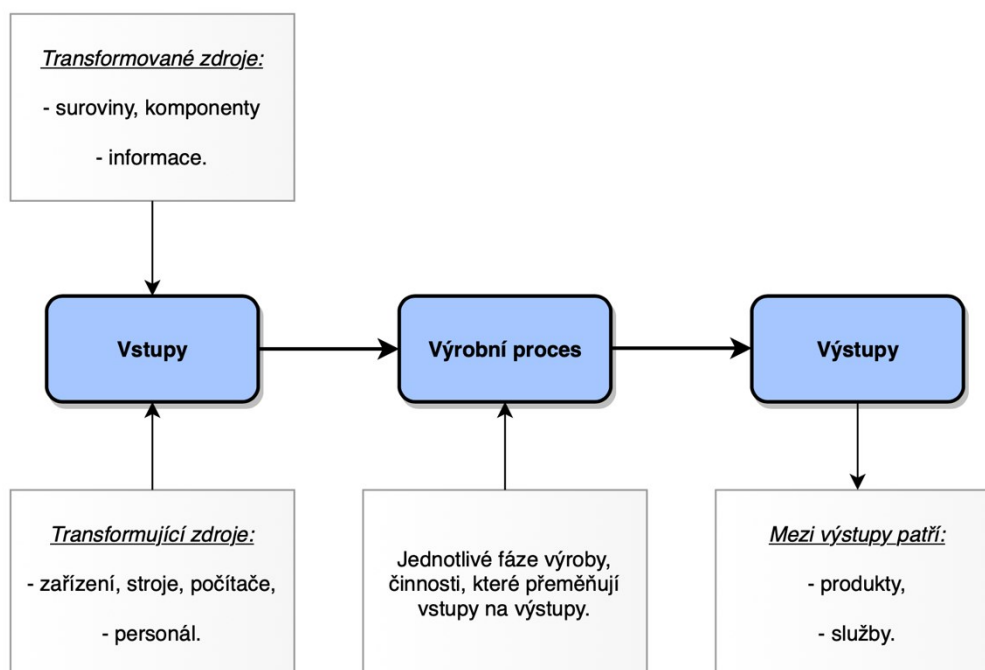 Transformované zdroje:
- suroviny, komponenty
- informace.
Vstupy
Výrobní proces
Výstupy
Transformující zdroje:
- zařízení, stroje, počítače,
- personál.
Jednotlivé fáze výroby,
činnosti, které přeměňují
vstupy na výstupy.
Mezi výstupy patří:
- produkty,
- služby.